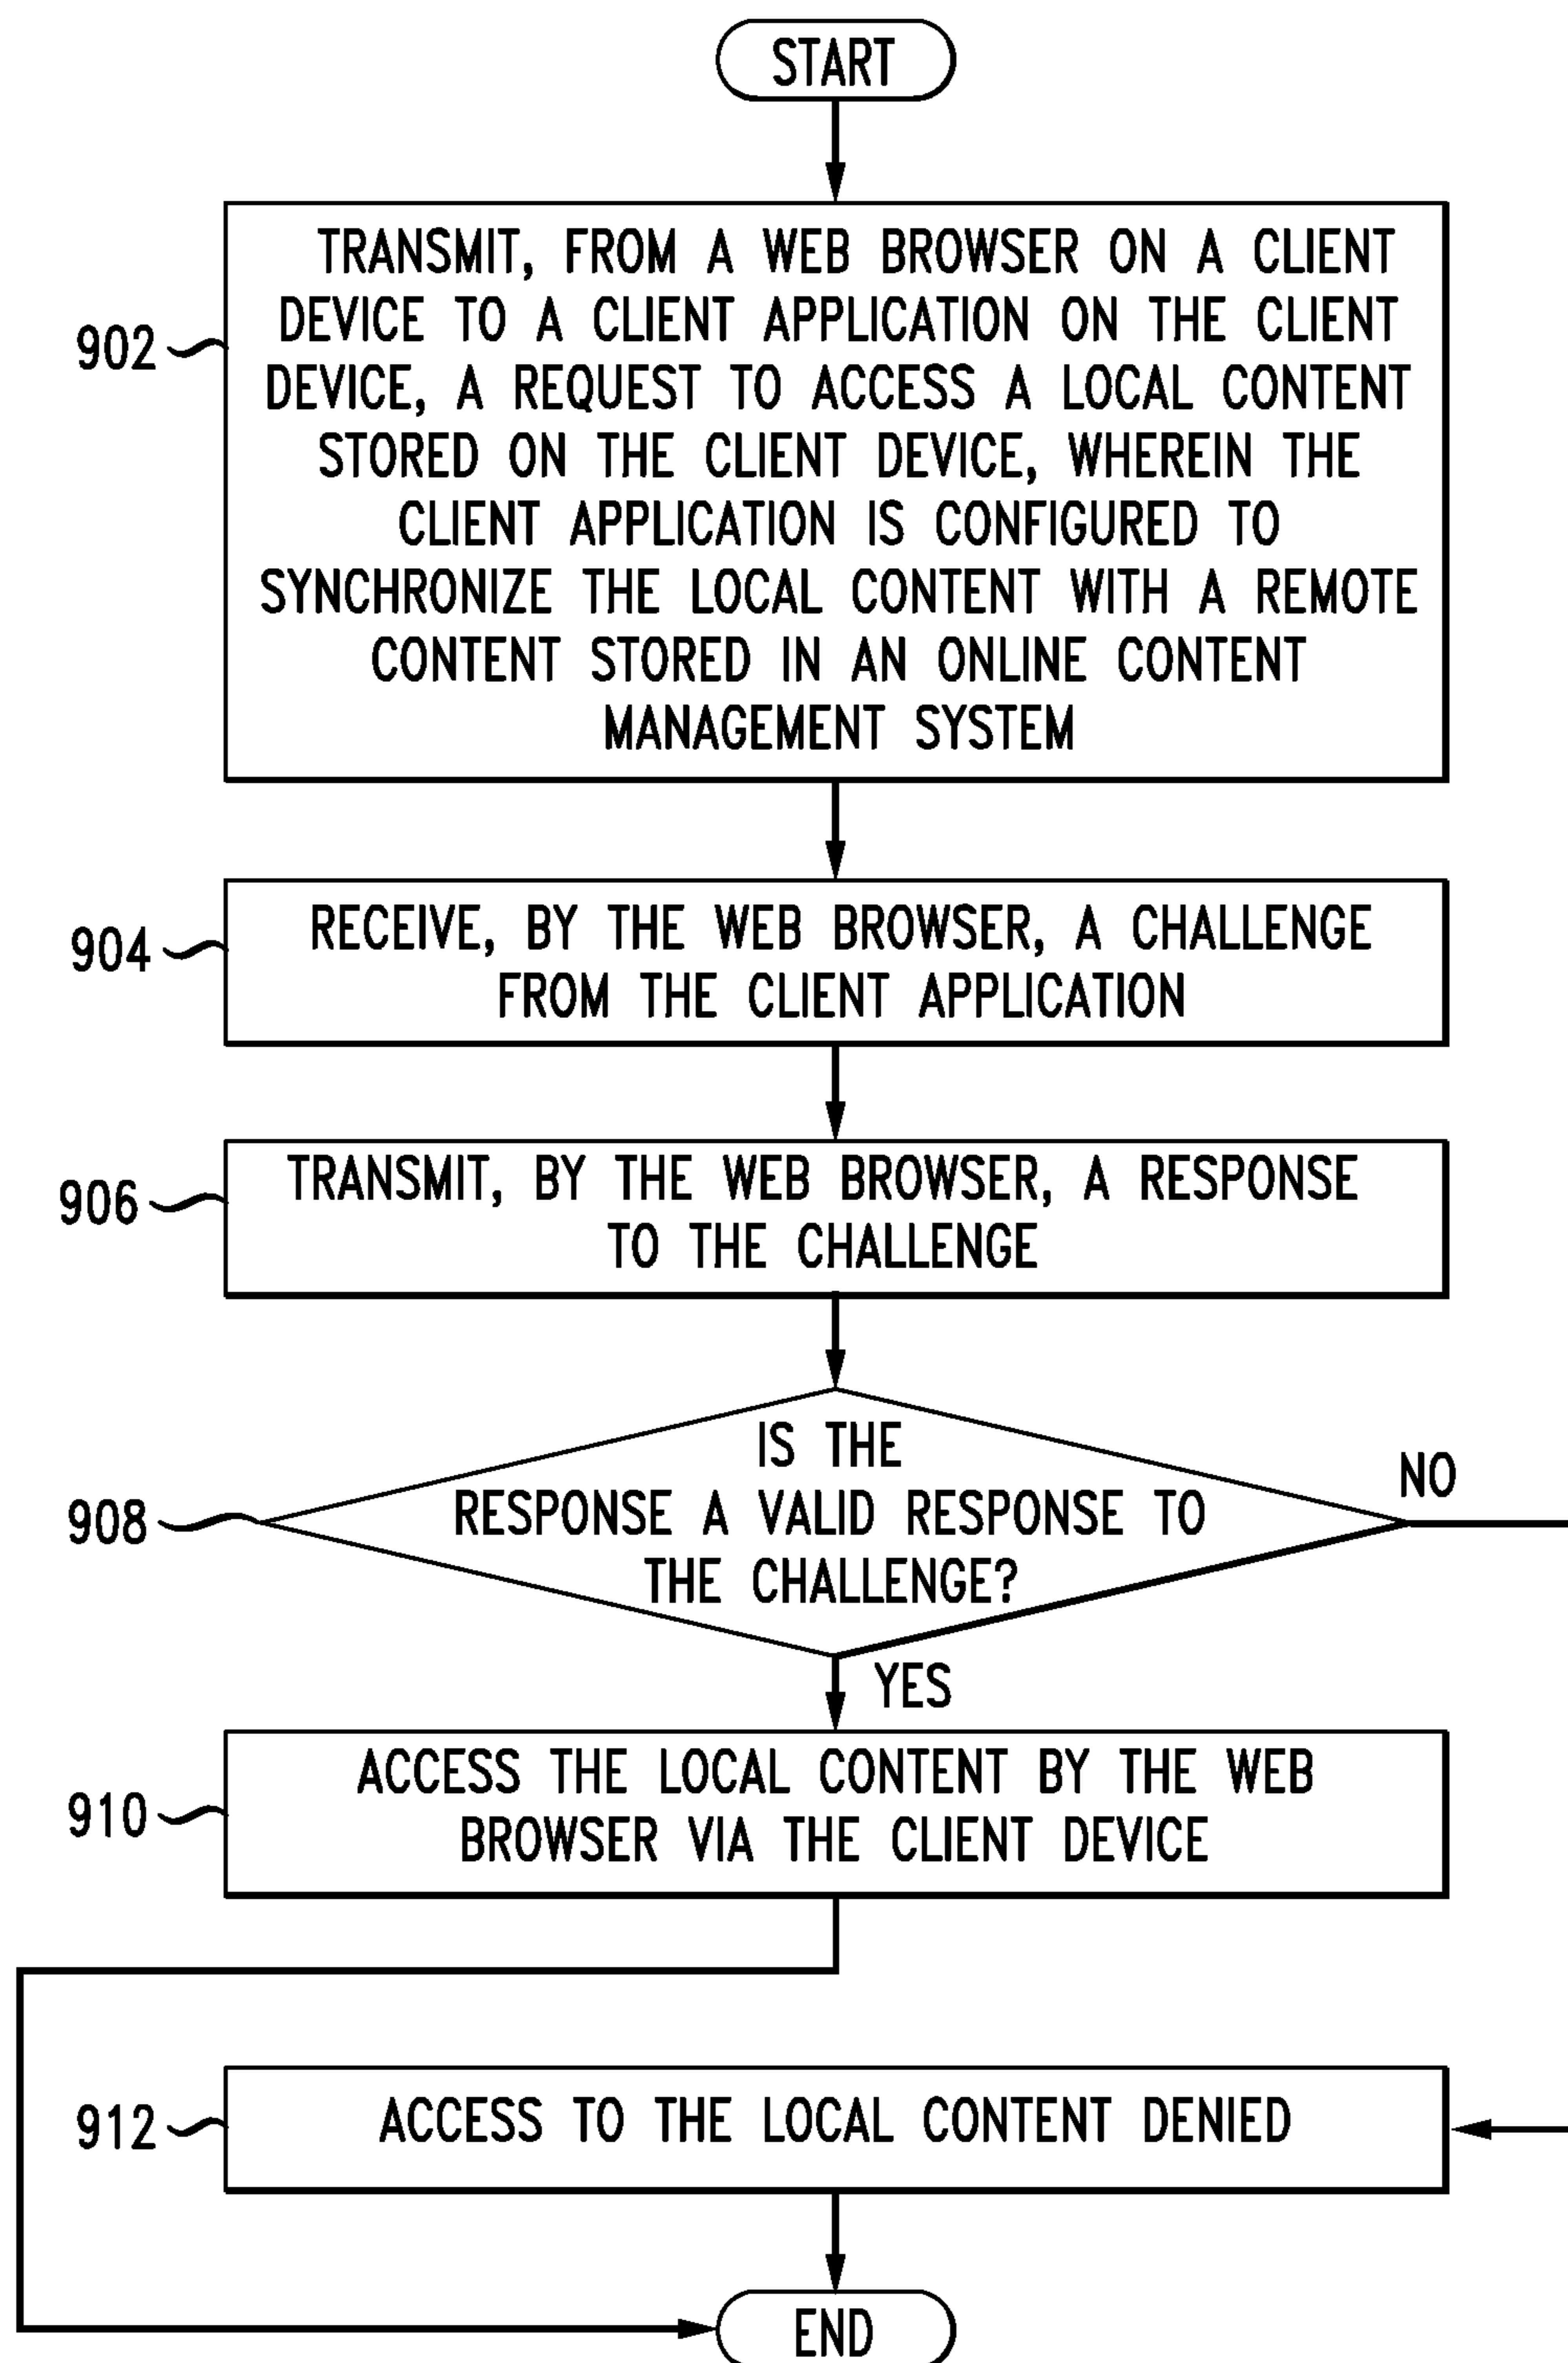 START
902
TRANSMIT, FROM A WEB BROWSER ON A CLIENT
DEVICE TO A CLIENT APPLICATION ON THE CLIENT
DEVICE, A REQUEST TO ACCESS A LOCAL CONTENT
STORED ON THE CLIENT DEVICE, WHEREIN THE
CLIENT APPLICATION IS CONFIGURED TO
SYNCHRONIZE THE LOCAL CONTENT WITH A REMOTE
CONTENT STORED IN AN ONLINE CONTENT
MANAGEMENT SYSTEM
904
RECEIVE, BY THE WEB BROWSER, A CHALLENGE
FROM THE CLIENT APPLICATION
906
TRANSMIT, BY THE WEB BROWSER, A RESPONSE
TO THE CHALLENGE
908
IS THE
RESPONSE A VALID RESPONSE TO
THE CHALLENGE?
NO
YES
910
ACCESS THE LOCAL CONTENT BY THE WEB
BROWSER VIA THE CLIENT DEVICE
912
ACCESS TO THE LOCAL CONTENT DENIED
END